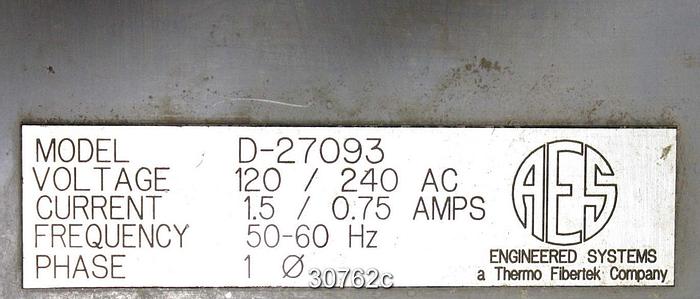 MODEL D-27093
VOLTAGE 120 / 240 AC
CURRENT 1.5 / 0.75 AMPS
FREQUENCY 50-60 Hz
PHASE 1 Ø
AES
ENGINEERED SYSTEMS
a Thermo Fibertek Company
30762c